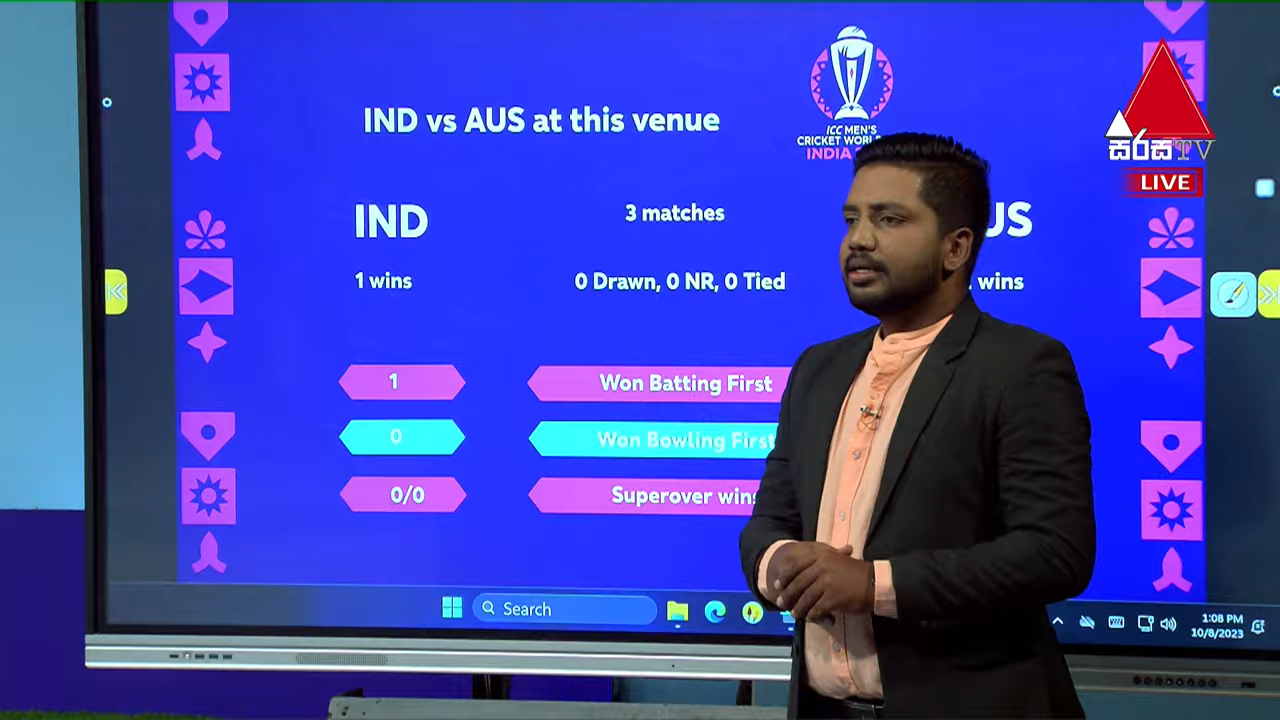 IND vs AUS at this venue
ICC MEN'S
CRICKET
INDIA
සිරස TV
LIVE
IND
3 matches
1 wins
0 Drawn, 0 NR, 0 Tied
wins
1
Won Batting First
0
Won Bowling First
0/0
Superover wins
Search
1:08 PM
10/8/2023